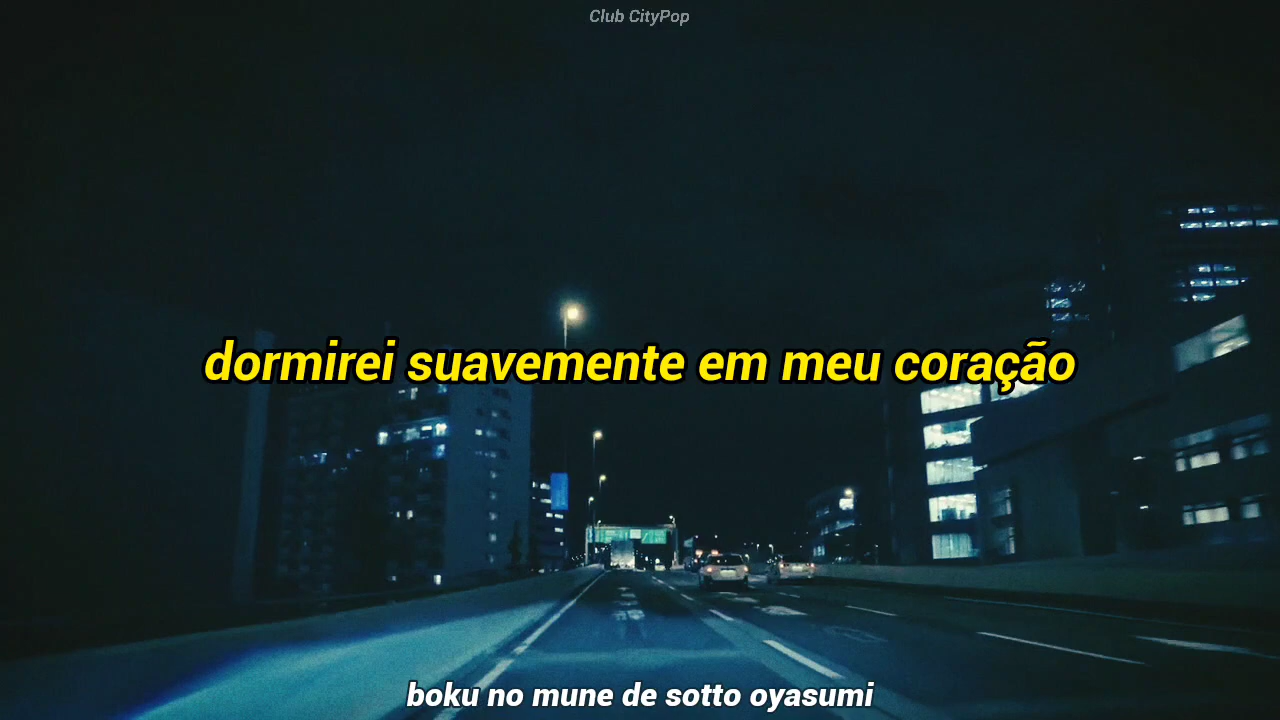 Club CityPop
dormirei suavemente em meu coração
boku no mune de sotto oyasumi